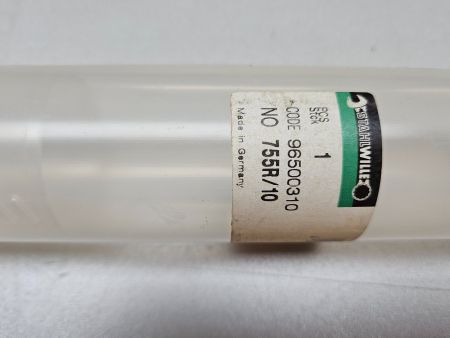 STAHLWILLE
PCS
STCK 1
CODE 96500310
NO 755R/10
Made in Germany